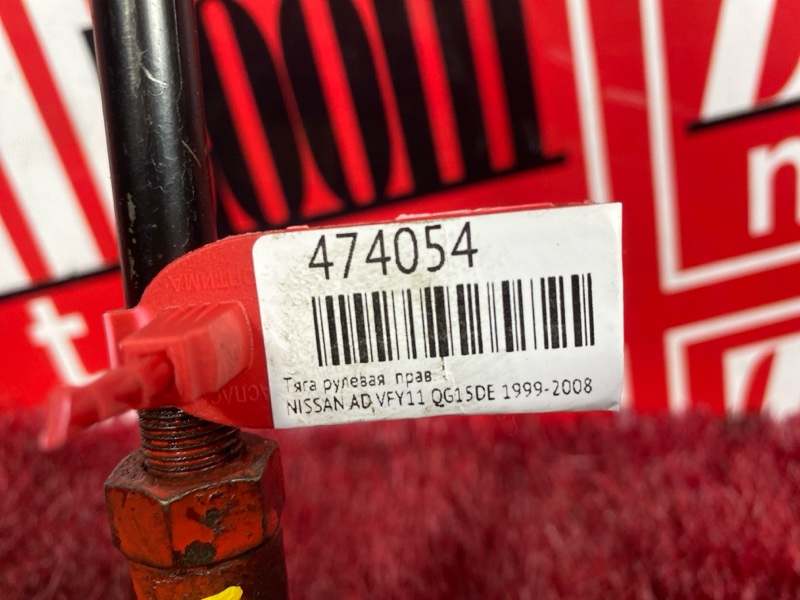 474054
Тяга рулевая прав
NISSAN AD VFY11 QG15DE 1999-2008